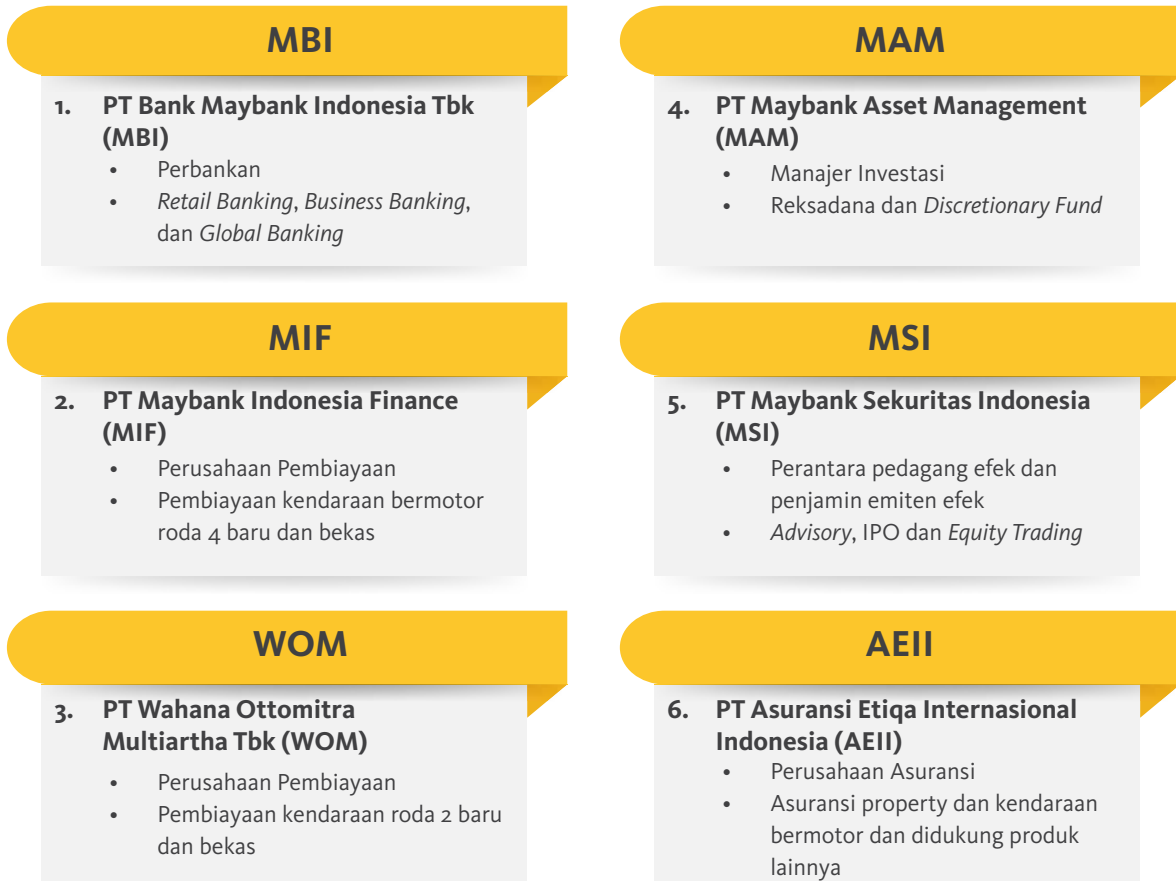 MBI
1. PT Bank Maybank Indonesia Tbk
(MBI)
• Perbankan
• Retail Banking, Business Banking,
dan Global Banking
MIF
2. PT Maybank Indonesia Finance
(MIF)
• Perusahaan Pembiayaan
• Pembiayaan kendaraan bermotor
roda 4 baru dan bekas
WOM
3. PT Wahana Ottomitra
Multiartha Tbk (WOM)
• Perusahaan Pembiayaan
• Pembiayaan kendaraan roda 2 baru
dan bekas
MAM
4. PT Maybank Asset Management
(MAM)
• Manajer Investasi
• Reksadana dan Discretionary Fund
MSI
5. PT Maybank Sekuritas Indonesia
(MSI)
• Perantara pedagang efek dan
penjamin emiten efek
• Advisory, IPO dan Equity Trading
AEII
6. PT Asuransi Etiqa Internasional
Indonesia (AEII)
• Perusahaan Asuransi
• Asuransi property dan kendaraan
bermotor dan didukung produk
lainnya